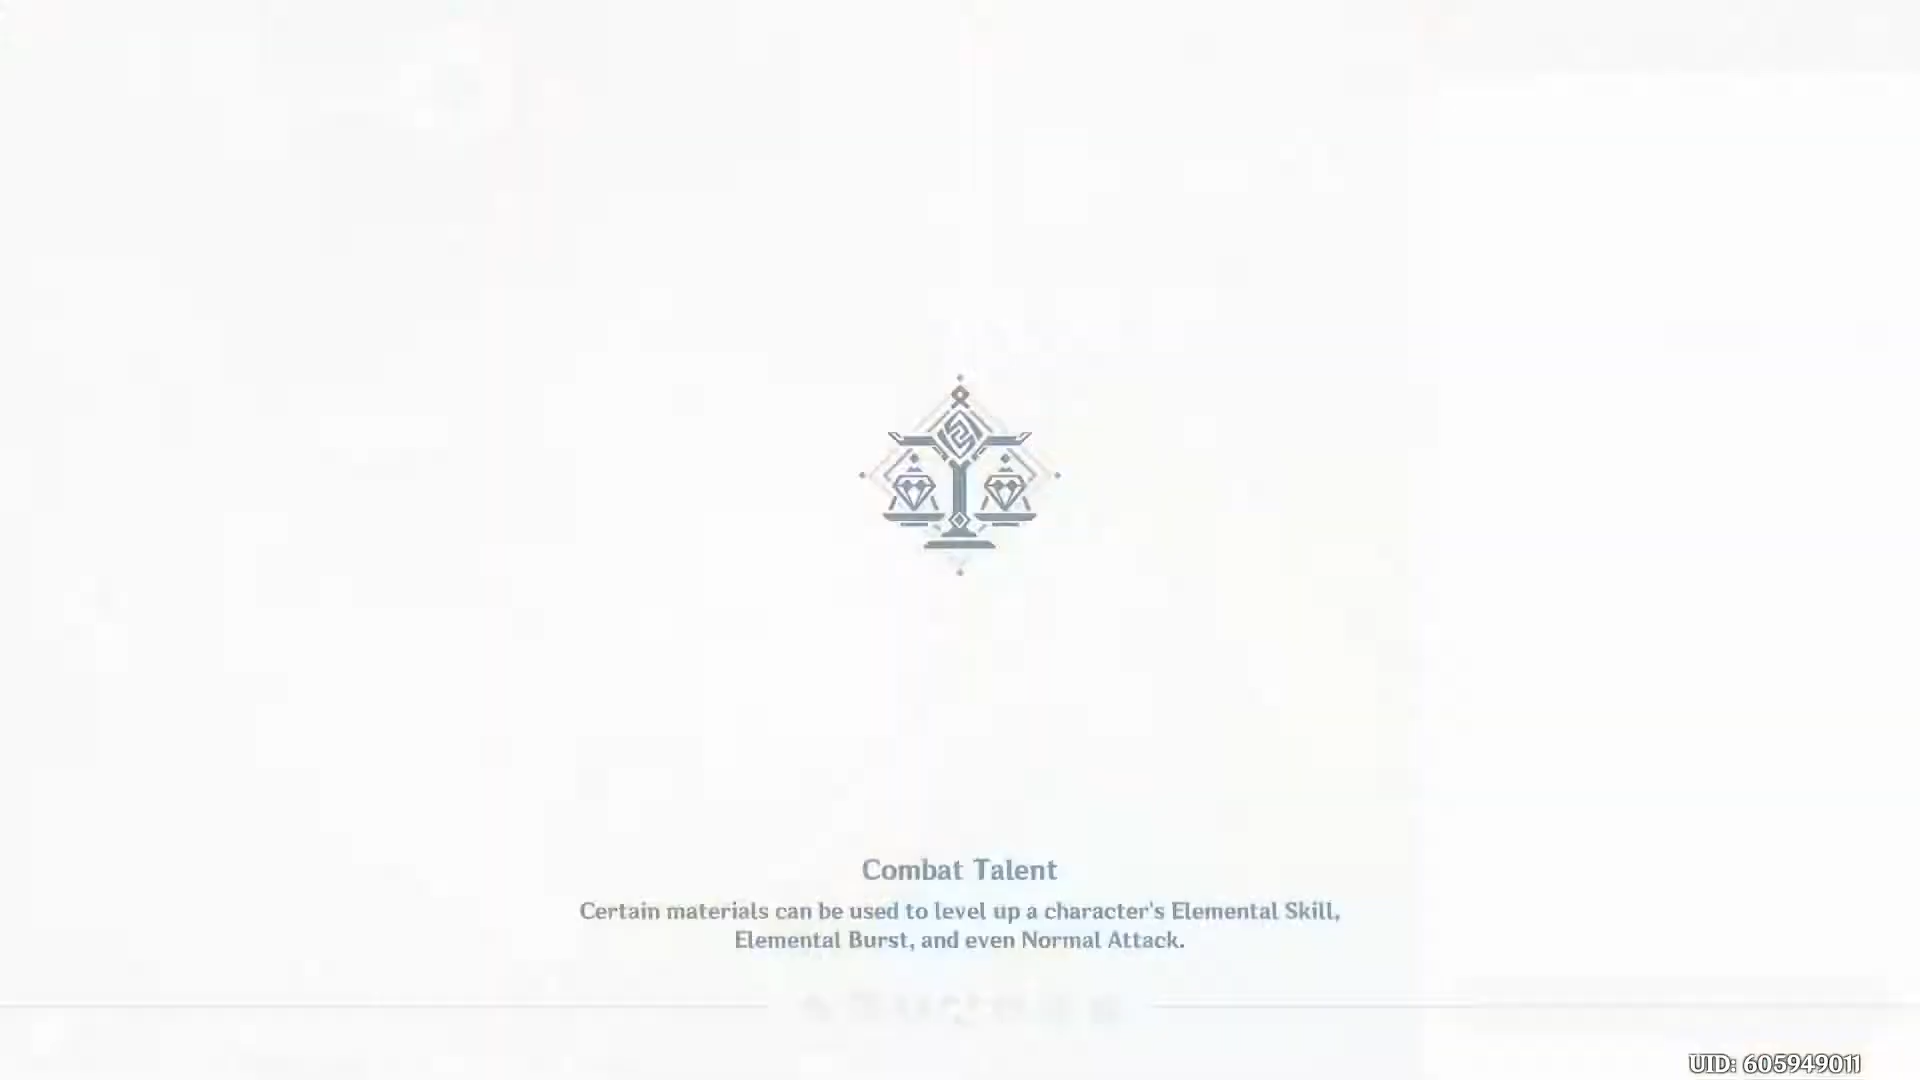 Combat Talent
Certain materials can be used to level up a character's Elemental Skill,
Elemental Burst, and even Normal Attack.
UID: 605949011